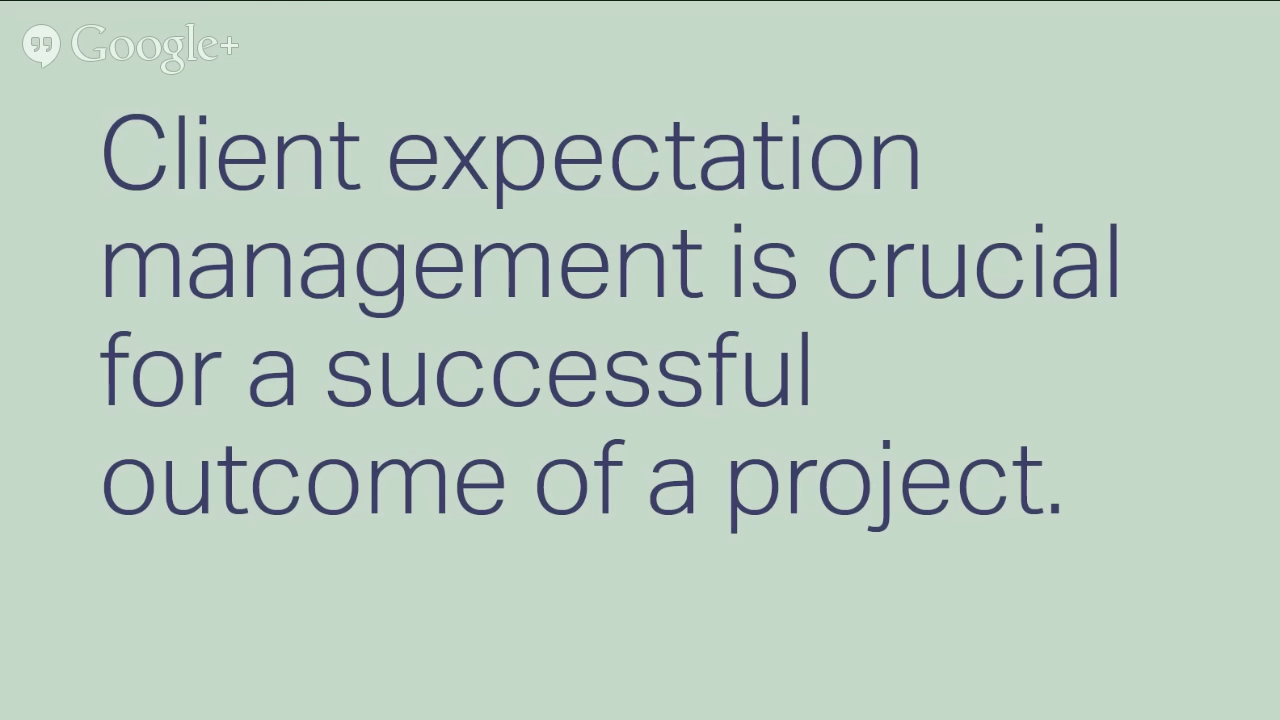 Google+
Client expectation
management is crucial
for a successful
outcome of a project.